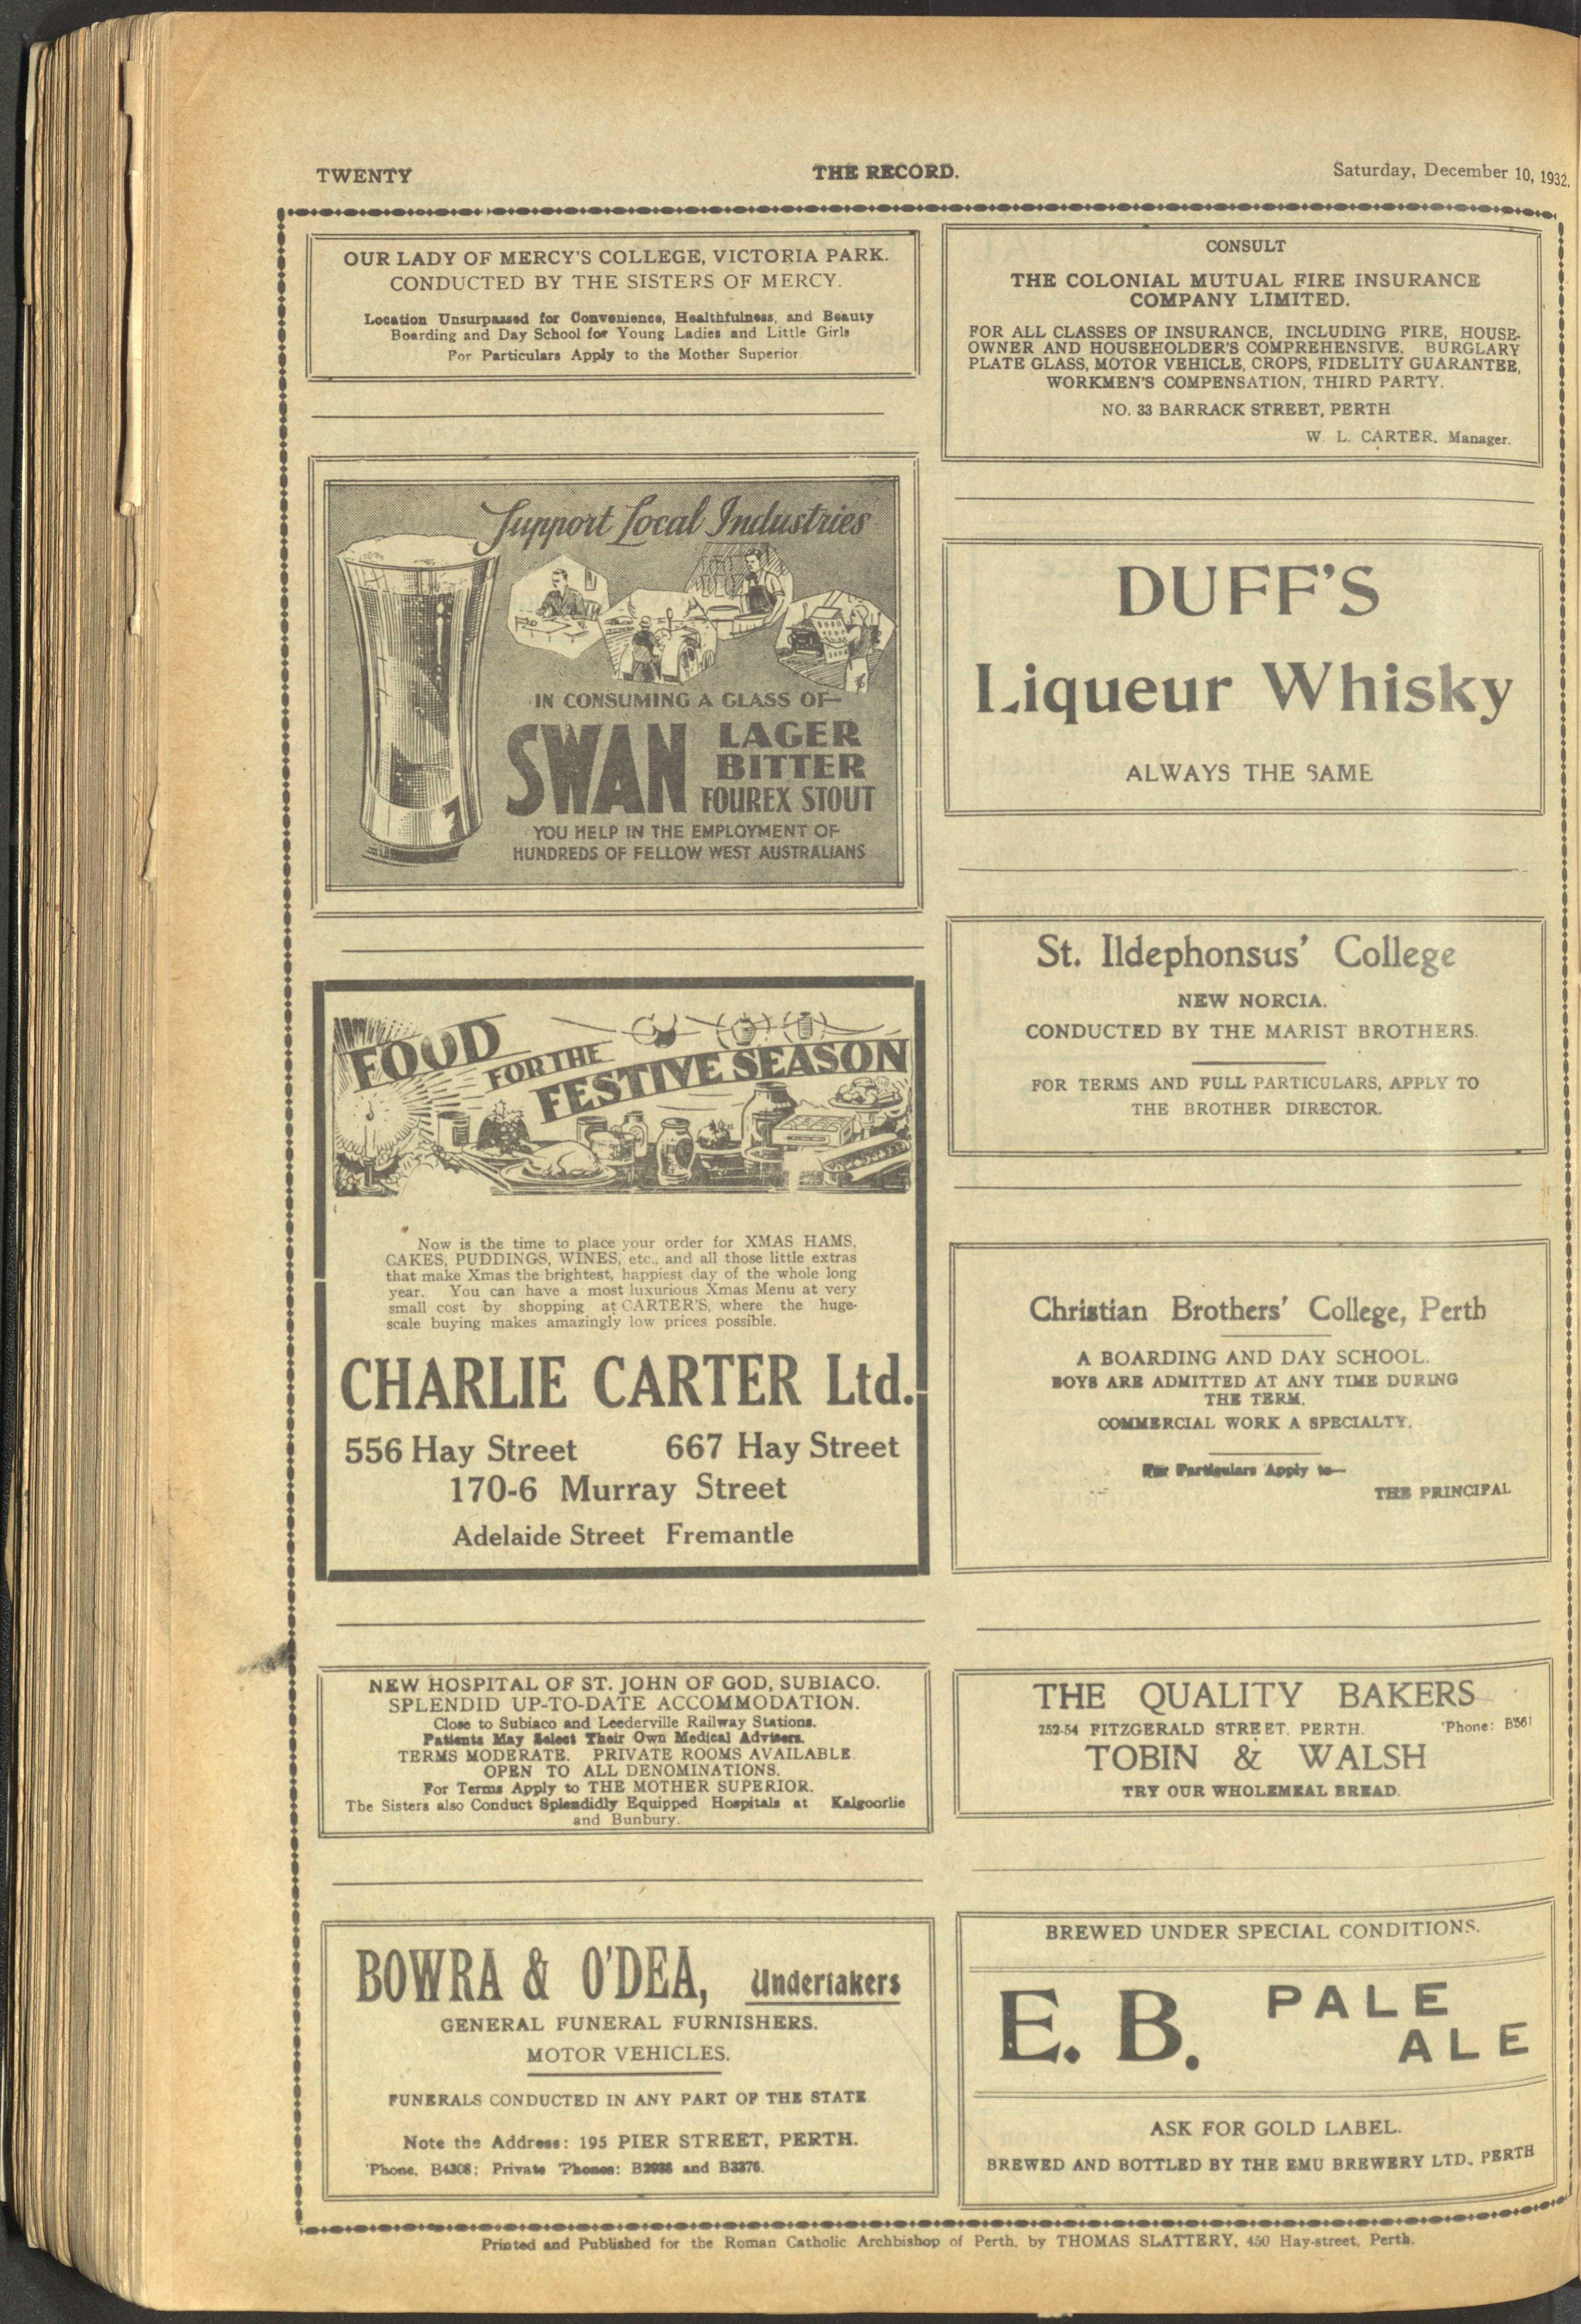 TWENTY
THE RECORD.
Saturday, December 10, 1932.
OUR LADY OF MERCY'S COLLEGE, VICTORIA PARK.
CONDUCTED BY THE SISTERS OF MERCY.
Location Unsurpassed for Convenience, Healthfulness, and Beauty
Boarding and Day School for Young Ladies and Little Girls
For Particulars Apply to the Mother Superior
Support Local Industries
IN CONSUMING A GLASS OF—
SWAN LAGER
BITTER
FOUREX STOUT
YOU HELP IN THE EMPLOYMENT OF
HUNDREDS OF FELLOW WEST AUSTRALIANS
FOOD FOR THE FESTIVE SEASON
Now is the time to place your order for XMAS HAMS,
CAKES, PUDDINGS, WINES, etc., and all those little extras
that make Xmas the brightest, happiest day of the whole long
year. You can have a most luxurious Xmas Menu at very
small cost by shopping at CARTER'S, where the huge-
scale buying makes amazingly low prices possible.
CHARLIE CARTER Ltd.
556 Hay Street 667 Hay Street
170-6 Murray Street
Adelaide Street Fremantle
NEW HOSPITAL OF ST. JOHN OF GOD, SUBIACO.
SPLENDID UP-TO-DATE ACCOMMODATION.
Close to Subiaco and Leederville Railway Stations.
Patients May Select Their Own Medical Advisers.
TERMS MODERATE. PRIVATE ROOMS AVAILABLE
OPEN TO ALL DENOMINATIONS.
For Terms Apply to THE MOTHER SUPERIOR.
The Sisters also Conduct Splendidly Equipped Hospitals at Kalgoorlie
and Bunbury.
BOWRA & O'DEA, Undertakers
GENERAL FUNERAL FURNISHERS.
MOTOR VEHICLES.
FUNERALS CONDUCTED IN ANY PART OF THE STATE
Note the Address: 195 PIER STREET, PERTH.
'Phone, B4308; Private 'Phones: and B3376.
CONSULT
THE COLONIAL MUTUAL FIRE INSURANCE
COMPANY LIMITED.
FOR ALL CLASSES OF INSURANCE, INCLUDING FIRE, HOUSE-
OWNER AND HOUSEHOLDER'S COMPREHENSIVE. BURGLARY
PLATE GLASS, MOTOR VEHICLE, CROPS, FIDELITY GUARANTEE,
WORKMEN'S COMPENSATION, THIRD PARTY.
NO. 33 BARRACK STREET, PERTH
W. L. CARTER, Manager.
DUFF'S
Liqueur Whisky
ALWAYS THE SAME
St. Ildephonsus' College
NEW NORCIA.
CONDUCTED BY THE MARIST BROTHERS.
FOR TERMS AND FULL PARTICULARS, APPLY TO
THE BROTHER DIRECTOR.
Christian Brothers' College, Perth
A BOARDING AND DAY SCHOOL.
BOYS ARE ADMITTED AT ANY TIME DURING
THE TERM.
COMMERCIAL WORK A SPECIALTY.
For Particulars Apply to—
THE PRINCIPAL
THE QUALITY BAKERS
252-54 FITZGERALD STREET, PERTH. 'Phone: B561
TOBIN & WALSH
TRY OUR WHOLEMEAL BREAD.
BREWED UNDER SPECIAL CONDITIONS.
E. B. PALE
ALE
ASK FOR GOLD LABEL.
BREWED AND BOTTLED BY THE EMU BREWERY LTD., PERTH
Printed and Published for the Roman Catholic Archbishop of Perth, by THOMAS SLATTERY, 450 Hay-street, Perth.